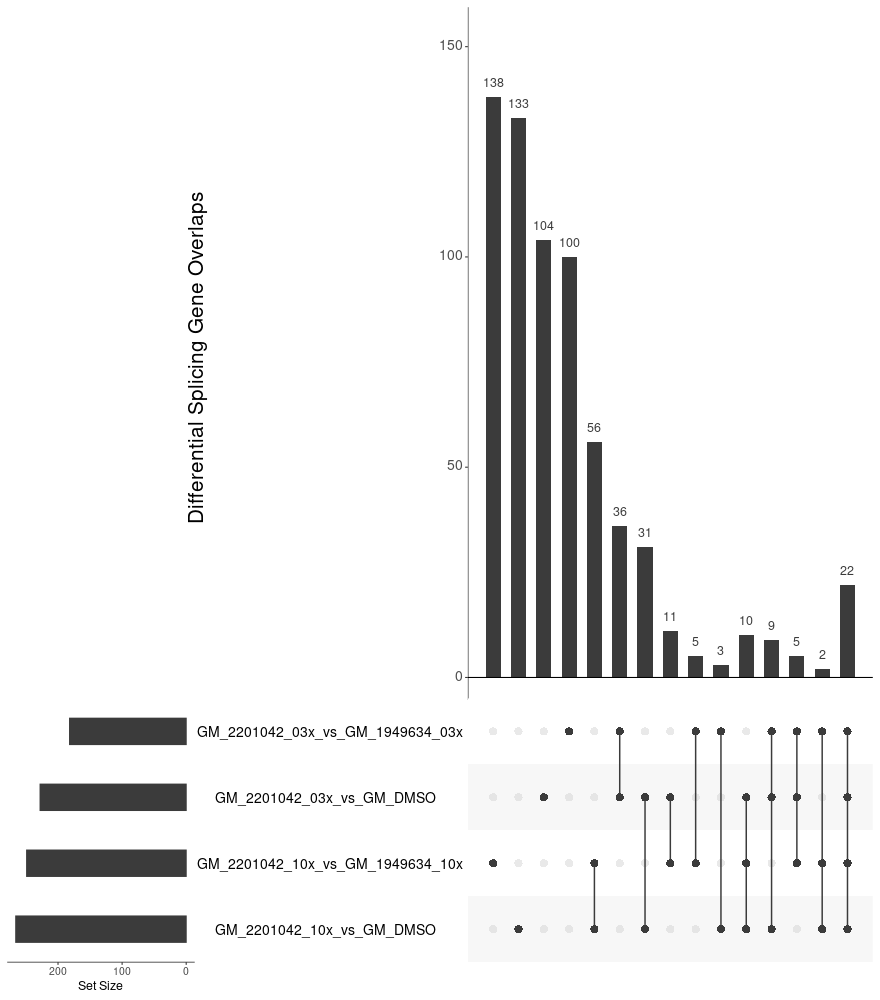 150
138
133
104
100
100
56
50
36
31
22
11
10
9
5
3
5
2
0
Differential Splicing Gene Overlaps
GM_2201042_03x_vs_GM_1949634_03x
GM_2201042_03x_vs_GM_DMSO
GM_2201042_10x_vs_GM_1949634_10x
GM_2201042_10x_vs_GM_DMSO
200 100 0
Set Size